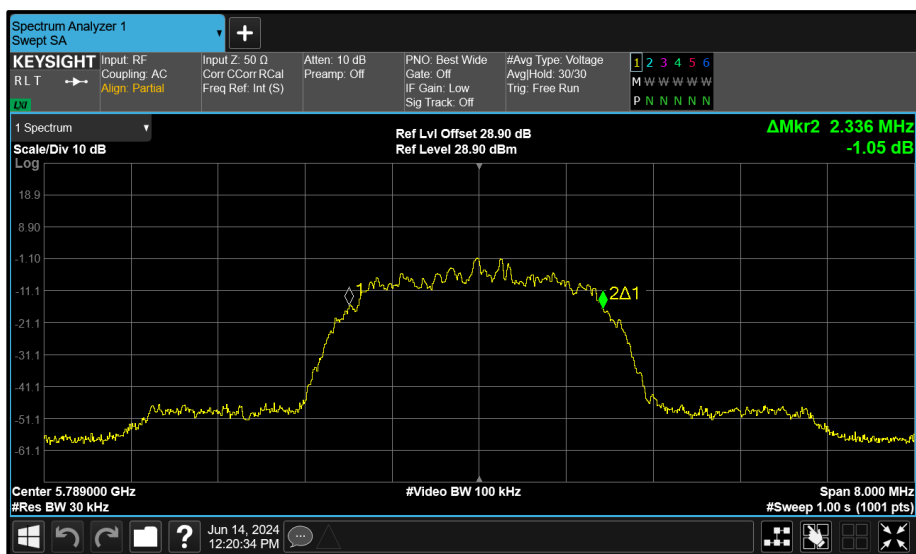 Spectrum Analyzer 1
Swept SA
KEYSIGHT
RLT
LXI
Input: RF
Coupling: AC
Align: Partial
Input Z: 50 Ω
Corr CCorr RCal
Freq Ref: Int (S)
Atten: 10 dB
Preamp: Off
PNO: Best Wide
Gate: Off
IF Gain: Low
Sig Track: Off
#Avg Type: Voltage
Avg|Hold: 30/30
Trig: Free Run
1 2 3 4 5 6
M W W W W W
P N N N N N
1 Spectrum
Scale/Div 10 dB
Ref Lvl Offset 28.90 dB
Ref Level 28.90 dBm
ΔMkr2 2.336 MHz
-1.05 dB
Log
18.9
8.90
-1.10
-11.1
-21.1
-31.1
-41.1
-51.1
-61.1
1
2Δ1
Center 5.789000 GHz
#Res BW 30 kHz
#Video BW 100 kHz
Span 8.000 MHz
#Sweep 1.00 s (1001 pts)
?
Jun 14, 2024
12:20:34 PM